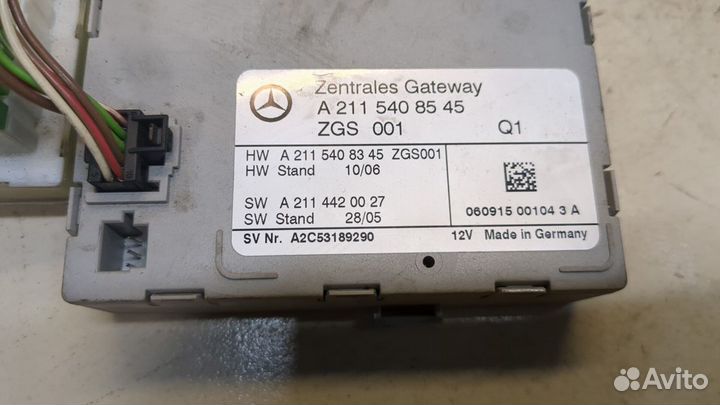 Zentrales Gateway
A 211 540 85 45
ZGS 001 Q1
HW A 211 540 83 45 ZGS001
HW Stand 10/06
SW A 211 442 00 27
SW Stand 28/05
060915 00104 3 A
SV Nr. A2C53189290 12V Made in Germany
Avito